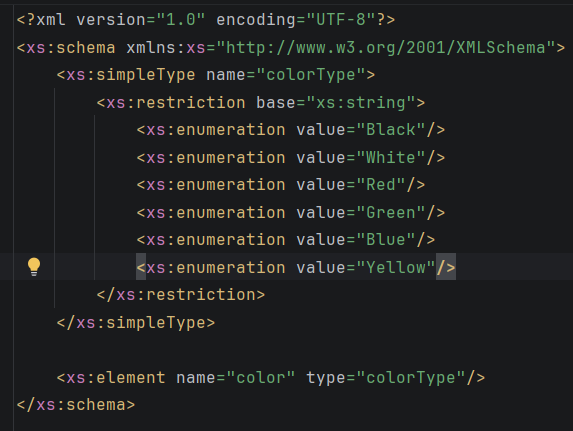 <?xml version="1.0" encoding="UTF-8"?>
<xs:schema xmlns:xs="http://www.w3.org/2001/XMLSchema">
    <xs:simpleType name="colorType">
        <xs:restriction base="xs:string">
            <xs:enumeration value="Black"/>
            <xs:enumeration value="White"/>
            <xs:enumeration value="Red"/>
            <xs:enumeration value="Green"/>
            <xs:enumeration value="Blue"/>
            <xs:enumeration value="Yellow"/>
        </xs:restriction>
    </xs:simpleType>

    <xs:element name="color" type="colorType"/>
</xs:schema>